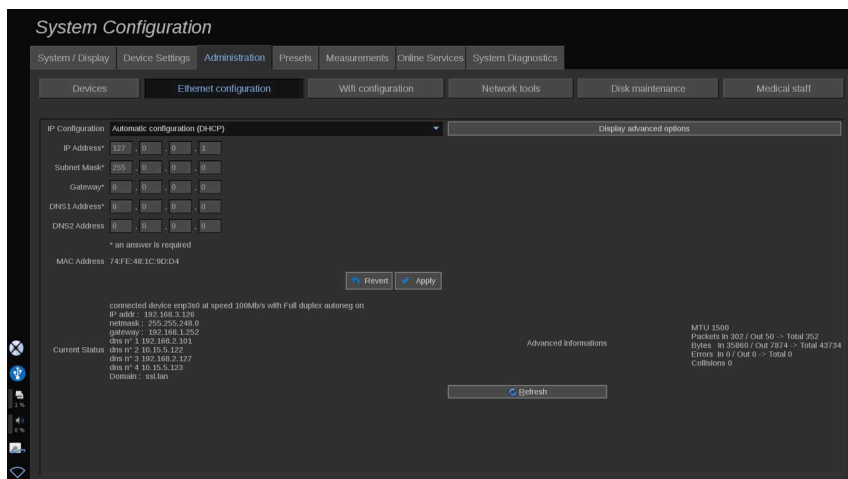 System Configuration
System / Display Device Settings Administration Presets Measurements Online Services System Diagnostics
Devices Ethernet configuration Wifi configuration Network tools Disk maintenance Medical staff
IP Configuration Automatic configuration (DHCP) Display advanced options
IP Address* 127 . 0 . 0 . 1
Subnet Mask* 255 . 0 . 0 . 0
Gateway* 0 . 0 . 0 . 0
DNS1 Address* 0 . 0 . 0 . 0
DNS2 Address 0 . 0 . 0 . 0
* an answer is required
MAC Address 74:FE:48:1C:9D:D4
Revert Apply
Current Status
connected device enp3s0 at speed 100Mb/s with Full duplex autoneg on
IP addr : 192.168.3.126
netmask : 255.255.248.0
gateway : 192.168.1.252
dns n° 1 192.168.2.101
dns n° 2 10.15.5.122
dns n° 3 192.168.2.127
dns n° 4 10.15.5.123
Domain : ssi.lan
Advanced Informations
MTU 1500
Packets In 302 / Out 50 -> Total 352
Bytes In 35860 / Out 7874 -> Total 43734
Errors In 0 / Out 0 -> Total 0
Collisions 0
Refresh
1 %
0 %